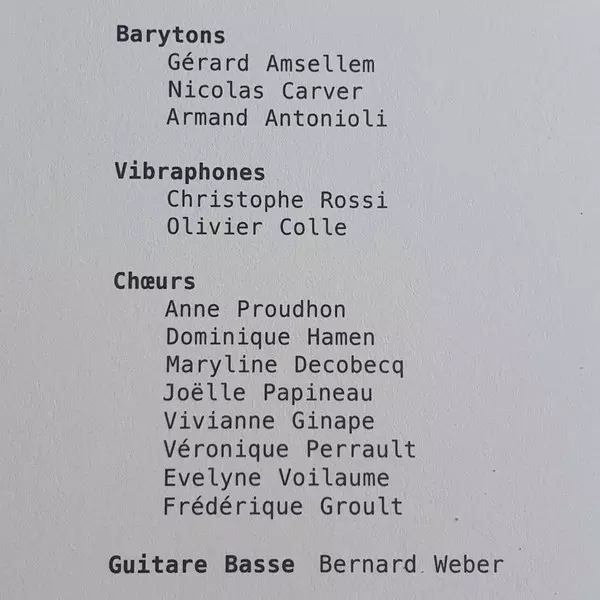 Barytons
Gérard Amsellem
Nicolas Carver
Armand Antonioli
Vibraphones
Christophe Rossi
Olivier Colle
Chœurs
Anne Proudhon
Dominique Hamen
Maryline Decobecq
Joëlle Papineau
Vivianne Ginape
Véronique Perrault
Evelyne Voilaume
Frédérique Groult
Guitare Basse Bernard Weber